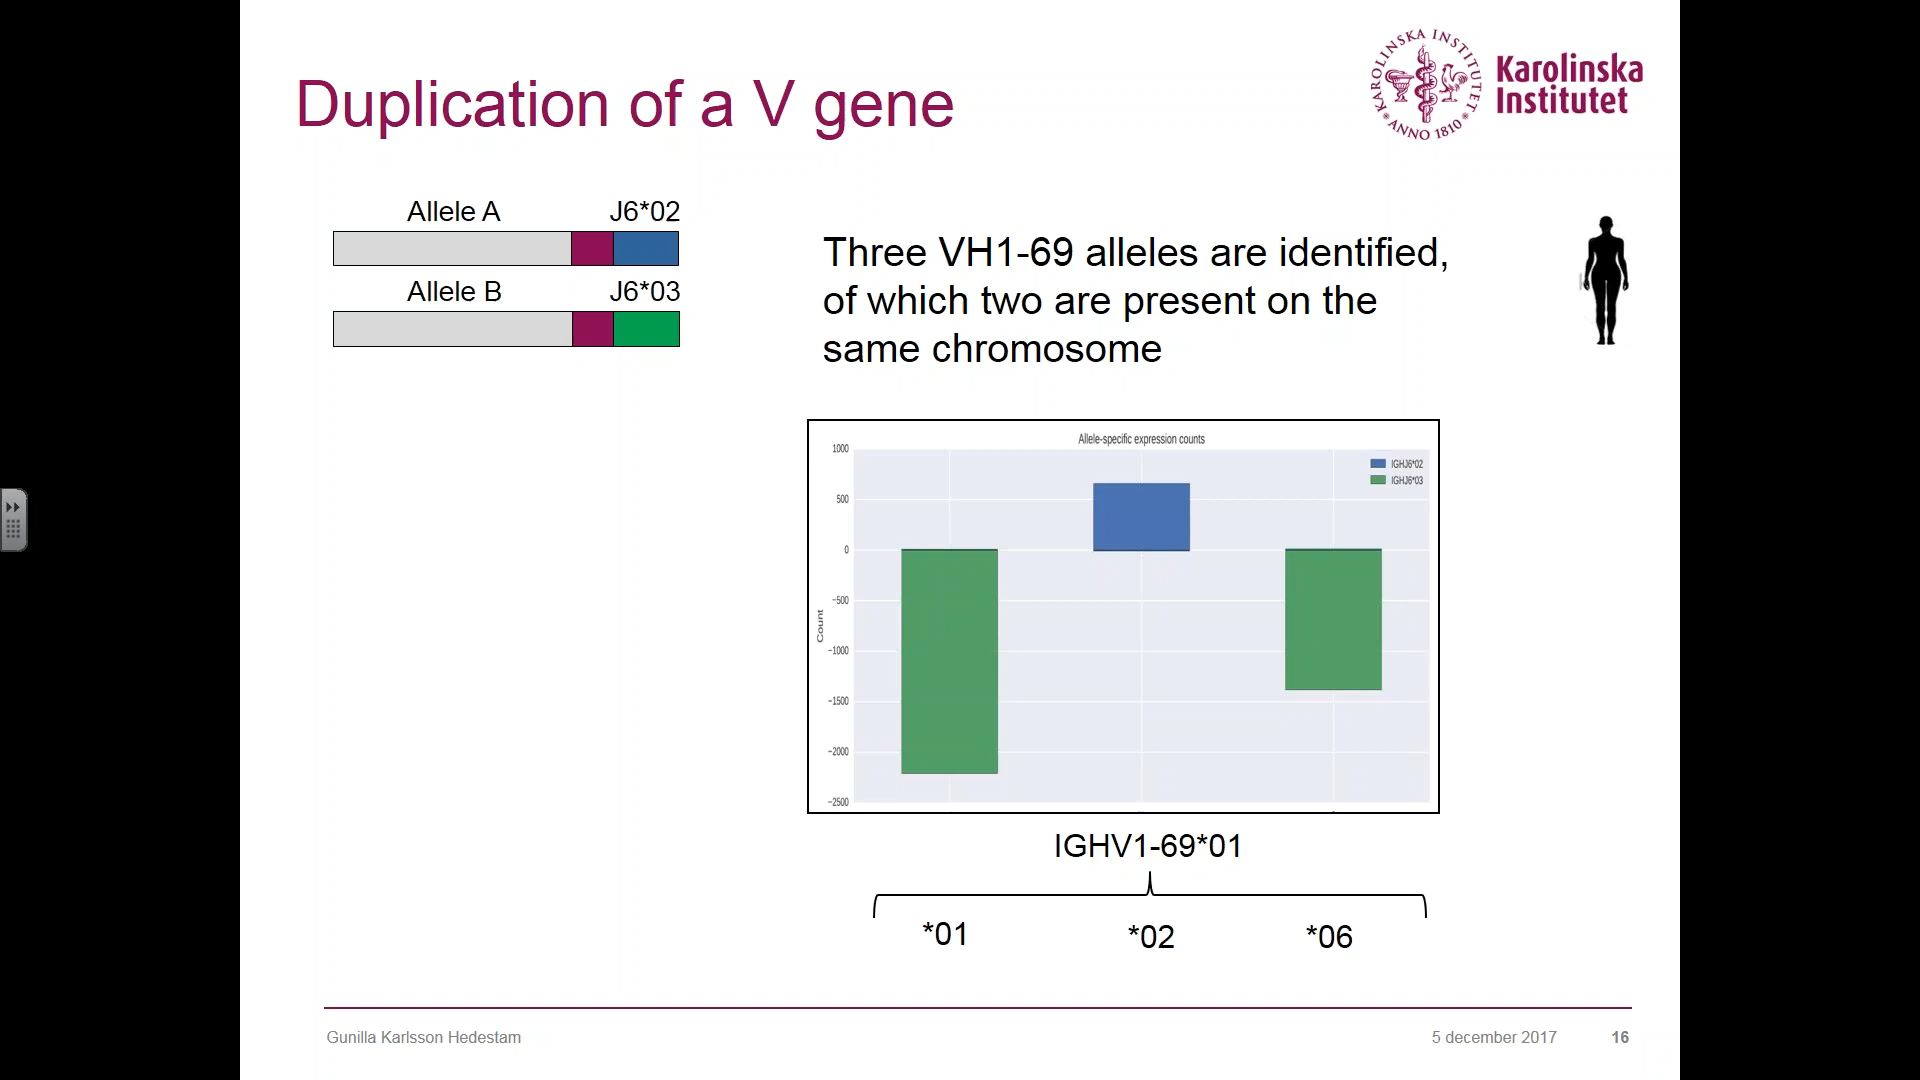 Duplication of a V gene
KAROLINSKA INSTITUTET
ANNO 1810
Karolinska
Institutet
Allele A
J6*02
Allele B
J6*03
Three VH1-69 alleles are identified,
of which two are present on the
same chromosome
Allele-specific expression counts
IGHJ6*02
IGHJ6*03
Count
1000
500
0
−500
−1000
−1500
−2000
−2500
IGHV1-69*01
*01
*02
*06
Gunilla Karlsson Hedestam
5 december 2017
16